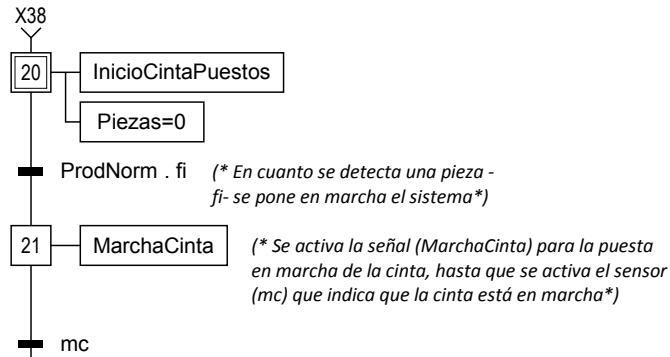 X38
20
InicioCintaPuestos
Piezas=0
ProdNorm . fi
(* En cuanto se detecta una pieza -
fi- se pone en marcha el sistema*)
21
MarchaCinta
(* Se activa la señal (MarchaCinta) para la puesta
en marcha de la cinta, hasta que se activa el sensor
(mc) que indica que la cinta está en marcha*)
mc